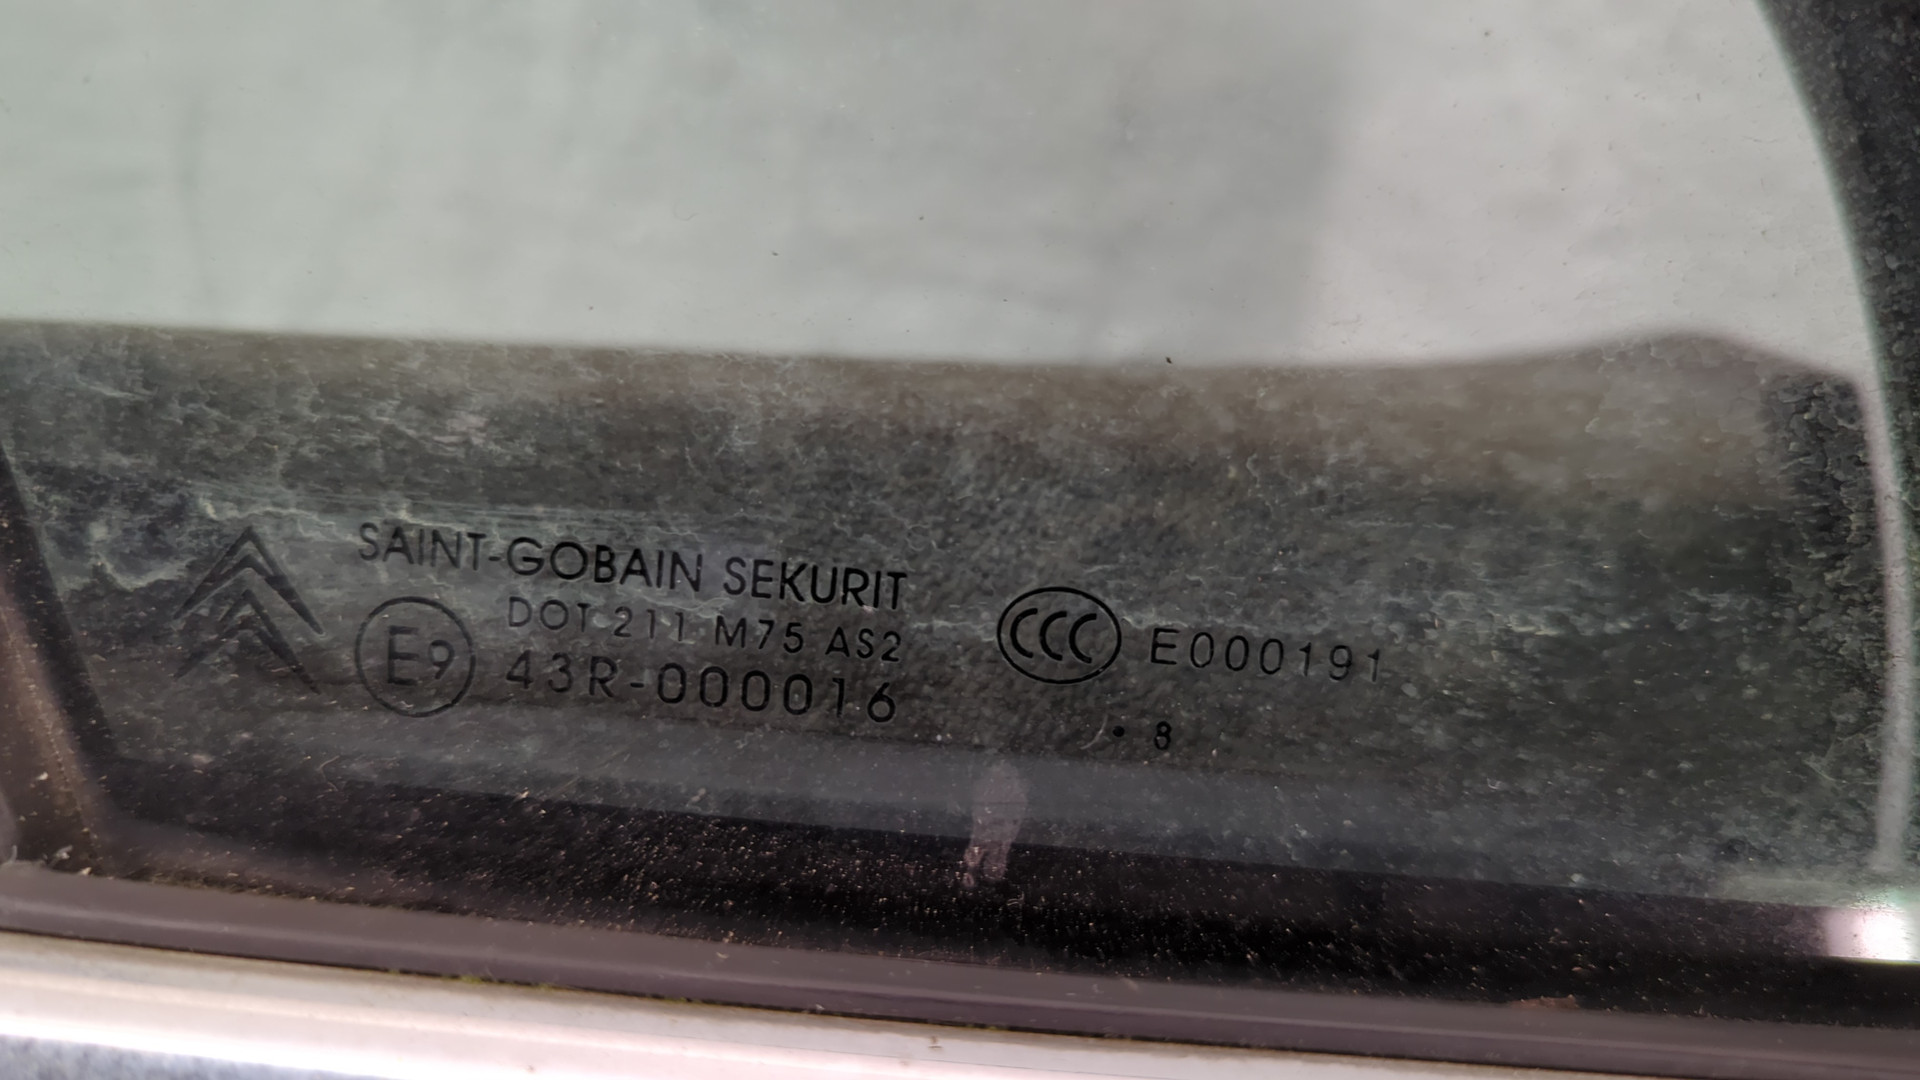 SAINT-GOBAIN SEKURIT
DOT 211 M75 AS2
E9 43R-000016
CCC E000191
• 8